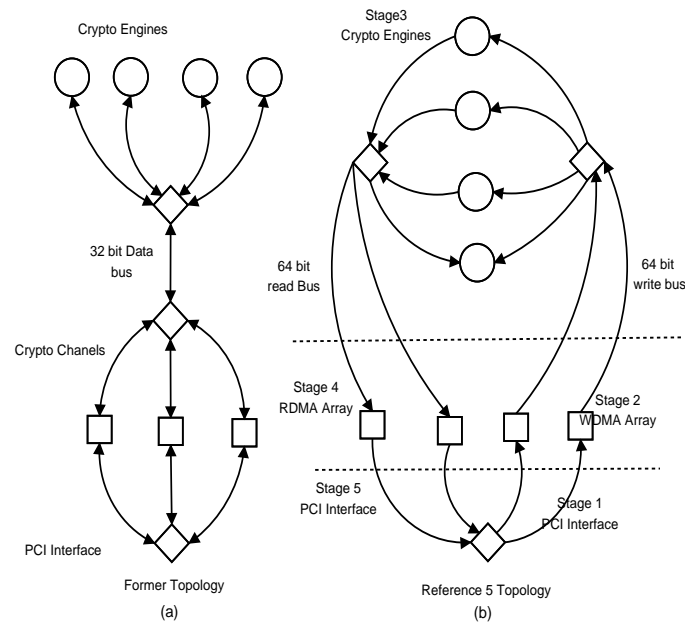 Crypto Engines
32 bit Data
bus
Crypto Chanels
PCI Interface
Former Topology
(a)
Stage3
Crypto Engines
64 bit
read Bus
64 bit
write bus
Stage 4
RDMA Array
Stage 2
WDMA Array
Stage 5
PCI Interface
Stage 1
PCI Interface
Reference 5 Topology
(b)